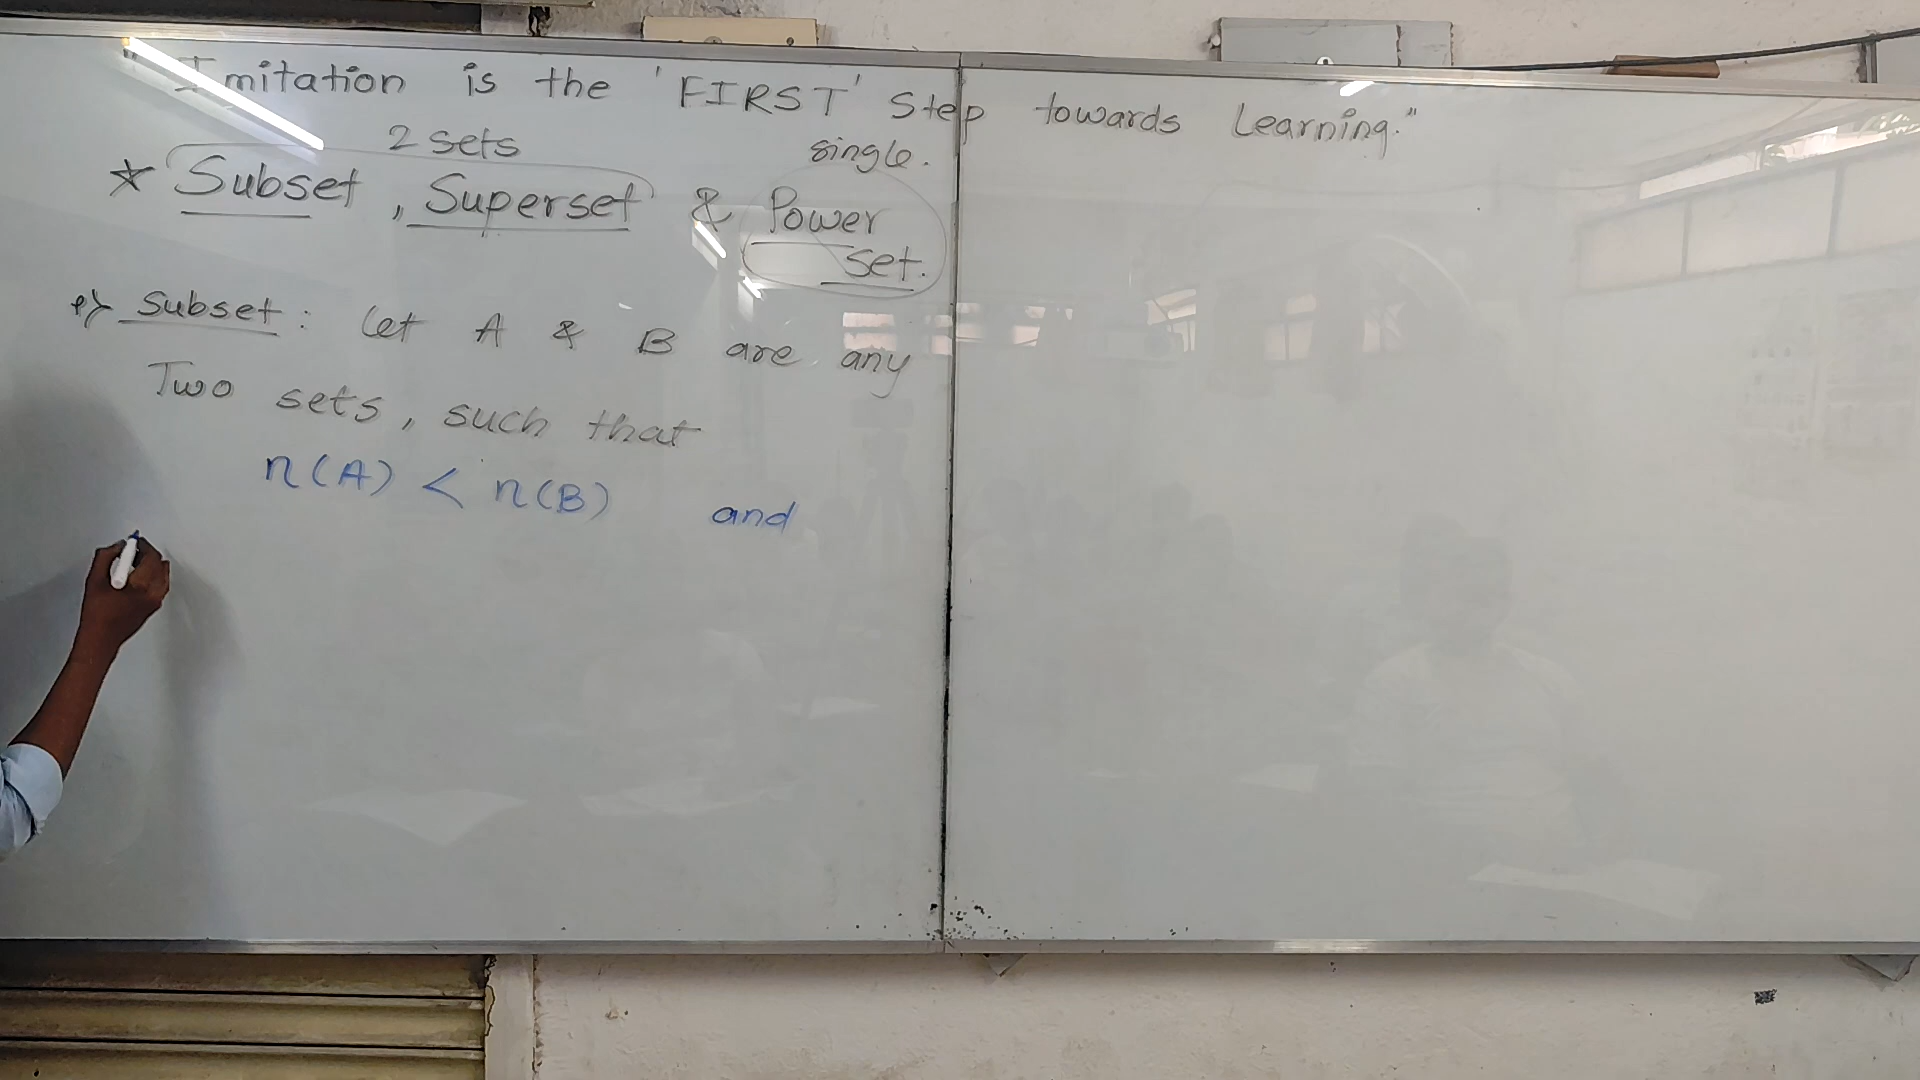 " Imitation is the 'FIRST' Step towards Learning."
2 sets single.
* Subset, Superset & Power
set.
i) Subset: Let A & B are any
Two sets, such that
n(A) < n(B) and